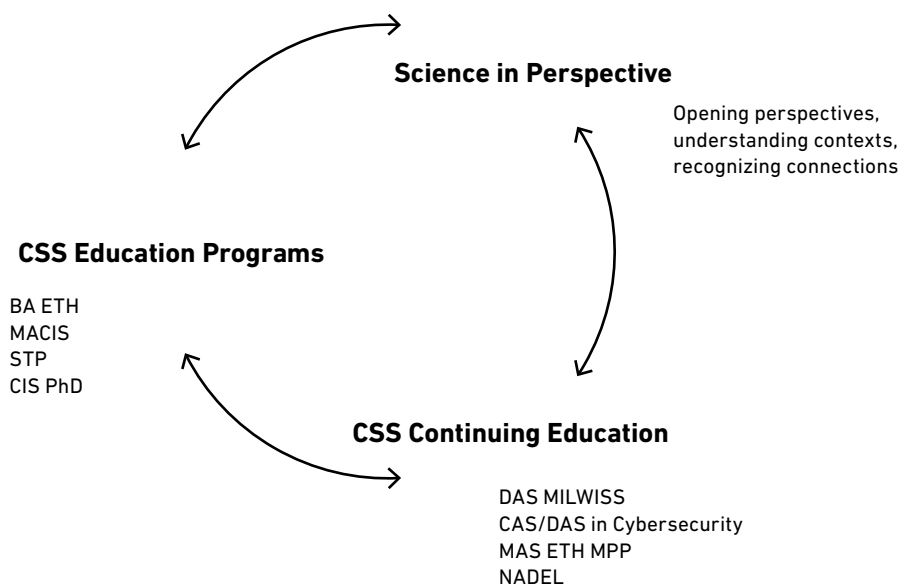 Science in Perspective
Opening perspectives,
understanding contexts,
recognizing connections
CSS Education Programs
BA ETH
MACIS
STP
CIS PhD
CSS Continuing Education
DAS MILWISS
CAS/DAS in Cybersecurity
MAS ETH MPP
NADEL